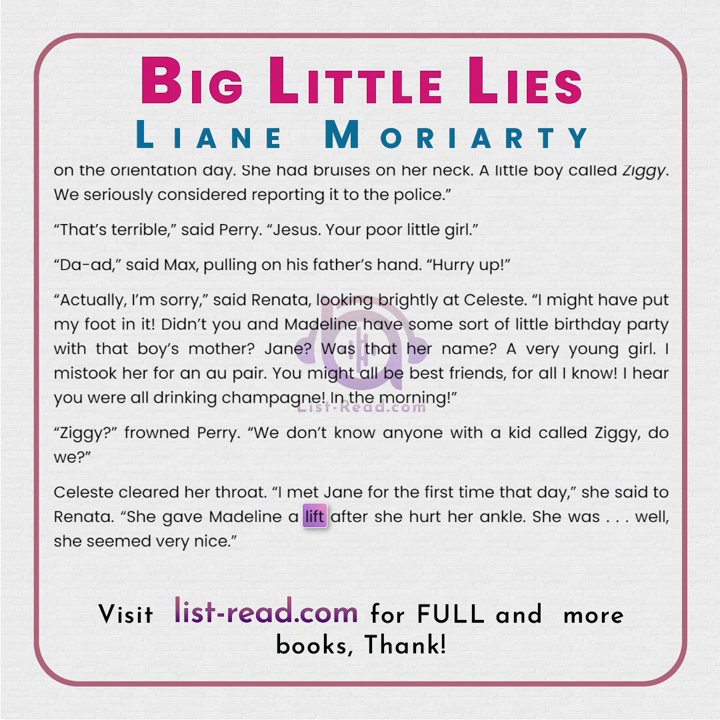 BIG LITTLE LIES
LIANE MORIARTY
on the orientation day. She had bruises on her neck. A little boy called Ziggy.
We seriously considered reporting it to the police.”
“That’s terrible,” said Perry. “Jesus. Your poor little girl.”
“Da-ad,” said Max, pulling on his father’s hand. “Hurry up!”
“Actually, I’m sorry,” said Renata, looking brightly at Celeste. “I might have put
my foot in it! Didn’t you and Madeline have some sort of little birthday party
with that boy’s mother? Jane? Was that her name? A very young girl. I
mistook her for an au pair. You might all be best friends, for all I know! I hear
you were all drinking champagne! In the morning!”
List-Read.com
“Ziggy?” frowned Perry. “We don’t know anyone with a kid called Ziggy, do
we?”
Celeste cleared her throat. “I met Jane for the first time that day,” she said to
Renata. “She gave Madeline a lift after she hurt her ankle. She was . . . well,
she seemed very nice.”
Visit list-read.com for FULL and more
books, Thank!